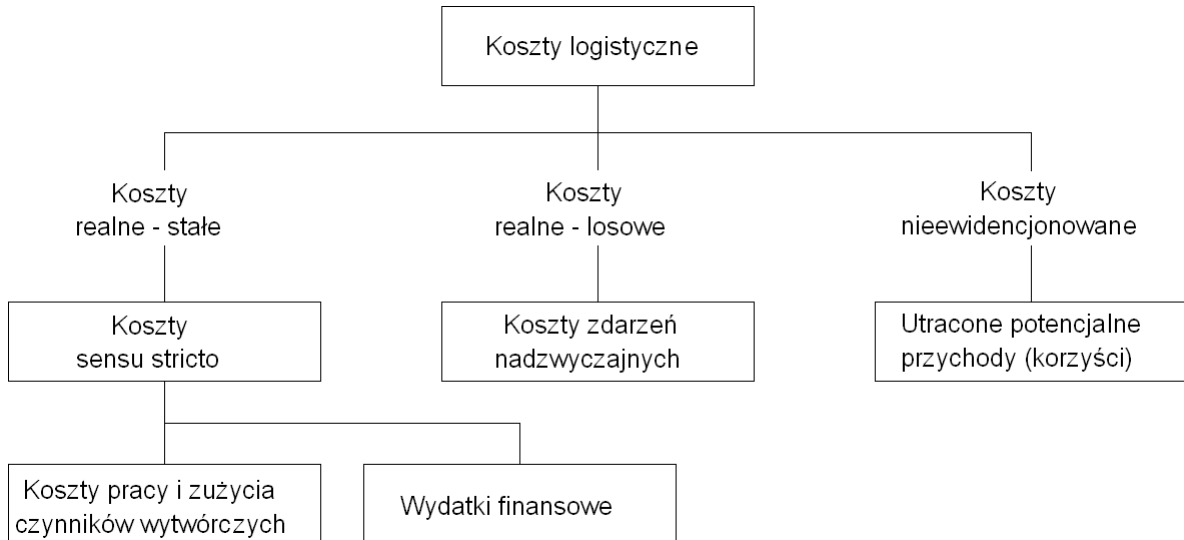 Koszty logistyczne
Koszty
realne - stałe
Koszty
realne - losowe
Koszty
nieewidencjonowane
Koszty
sensu stricto
Koszty zdarzeń
nadzwyczajnych
Utracone potencjalne
przychody (korzyści)
Koszty pracy i zużycia
czynników wytwórczych
Wydatki finansowe